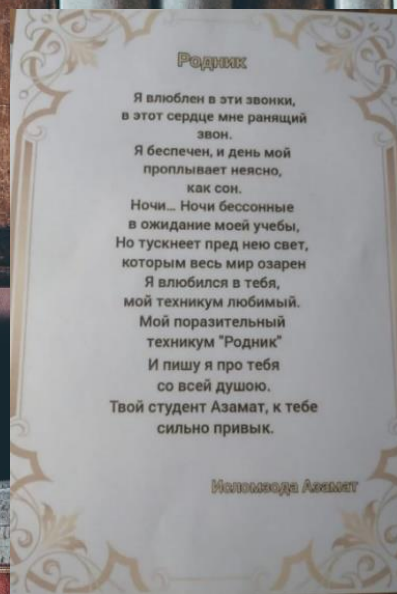 Родник
Я влюблен в эти звонки,
в этот сердце мне ранящий
звон.
Я беспечен, и день мой
проплывает неясно,
как сон.
Ночи... Ночи бессонные
в ожидание моей учебы,
Но тускнеет пред нею свет,
которым весь мир озарен
Я влюбился в тебя,
мой техникум любимый.
Мой поразительный
техникум "Родник"
И пишу я про тебя
со всей душою.
Твой студент Азамат, к тебе
сильно привык.
Исломзода Азамат